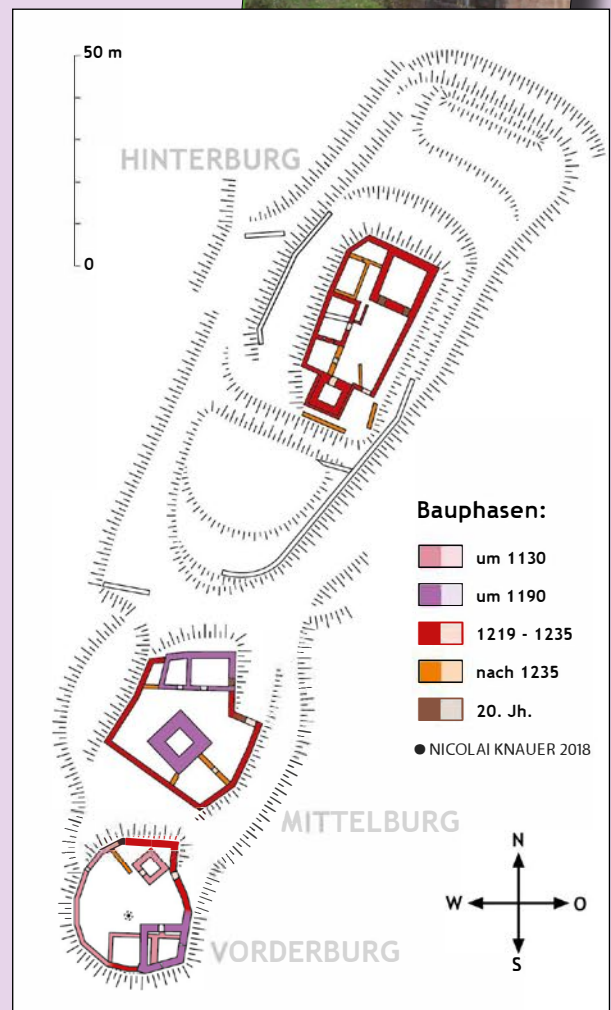 50 m
HINTERBURG
0
Bauphasen:
um 1130
um 1190
1219 - 1235
nach 1235
20. Jh.
● NICOLAI KNAUER 2018
MITTELBURG
N
W O
S
VORDERBURG